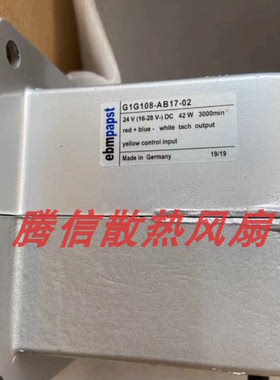 ebmpapst
G1G108-AB17-02
24 V (16-28 V-) DC 42 W 3000min⁻
red + blue - white tach output
yellow control input
Made in Germany 19/19
腾信散热风扇